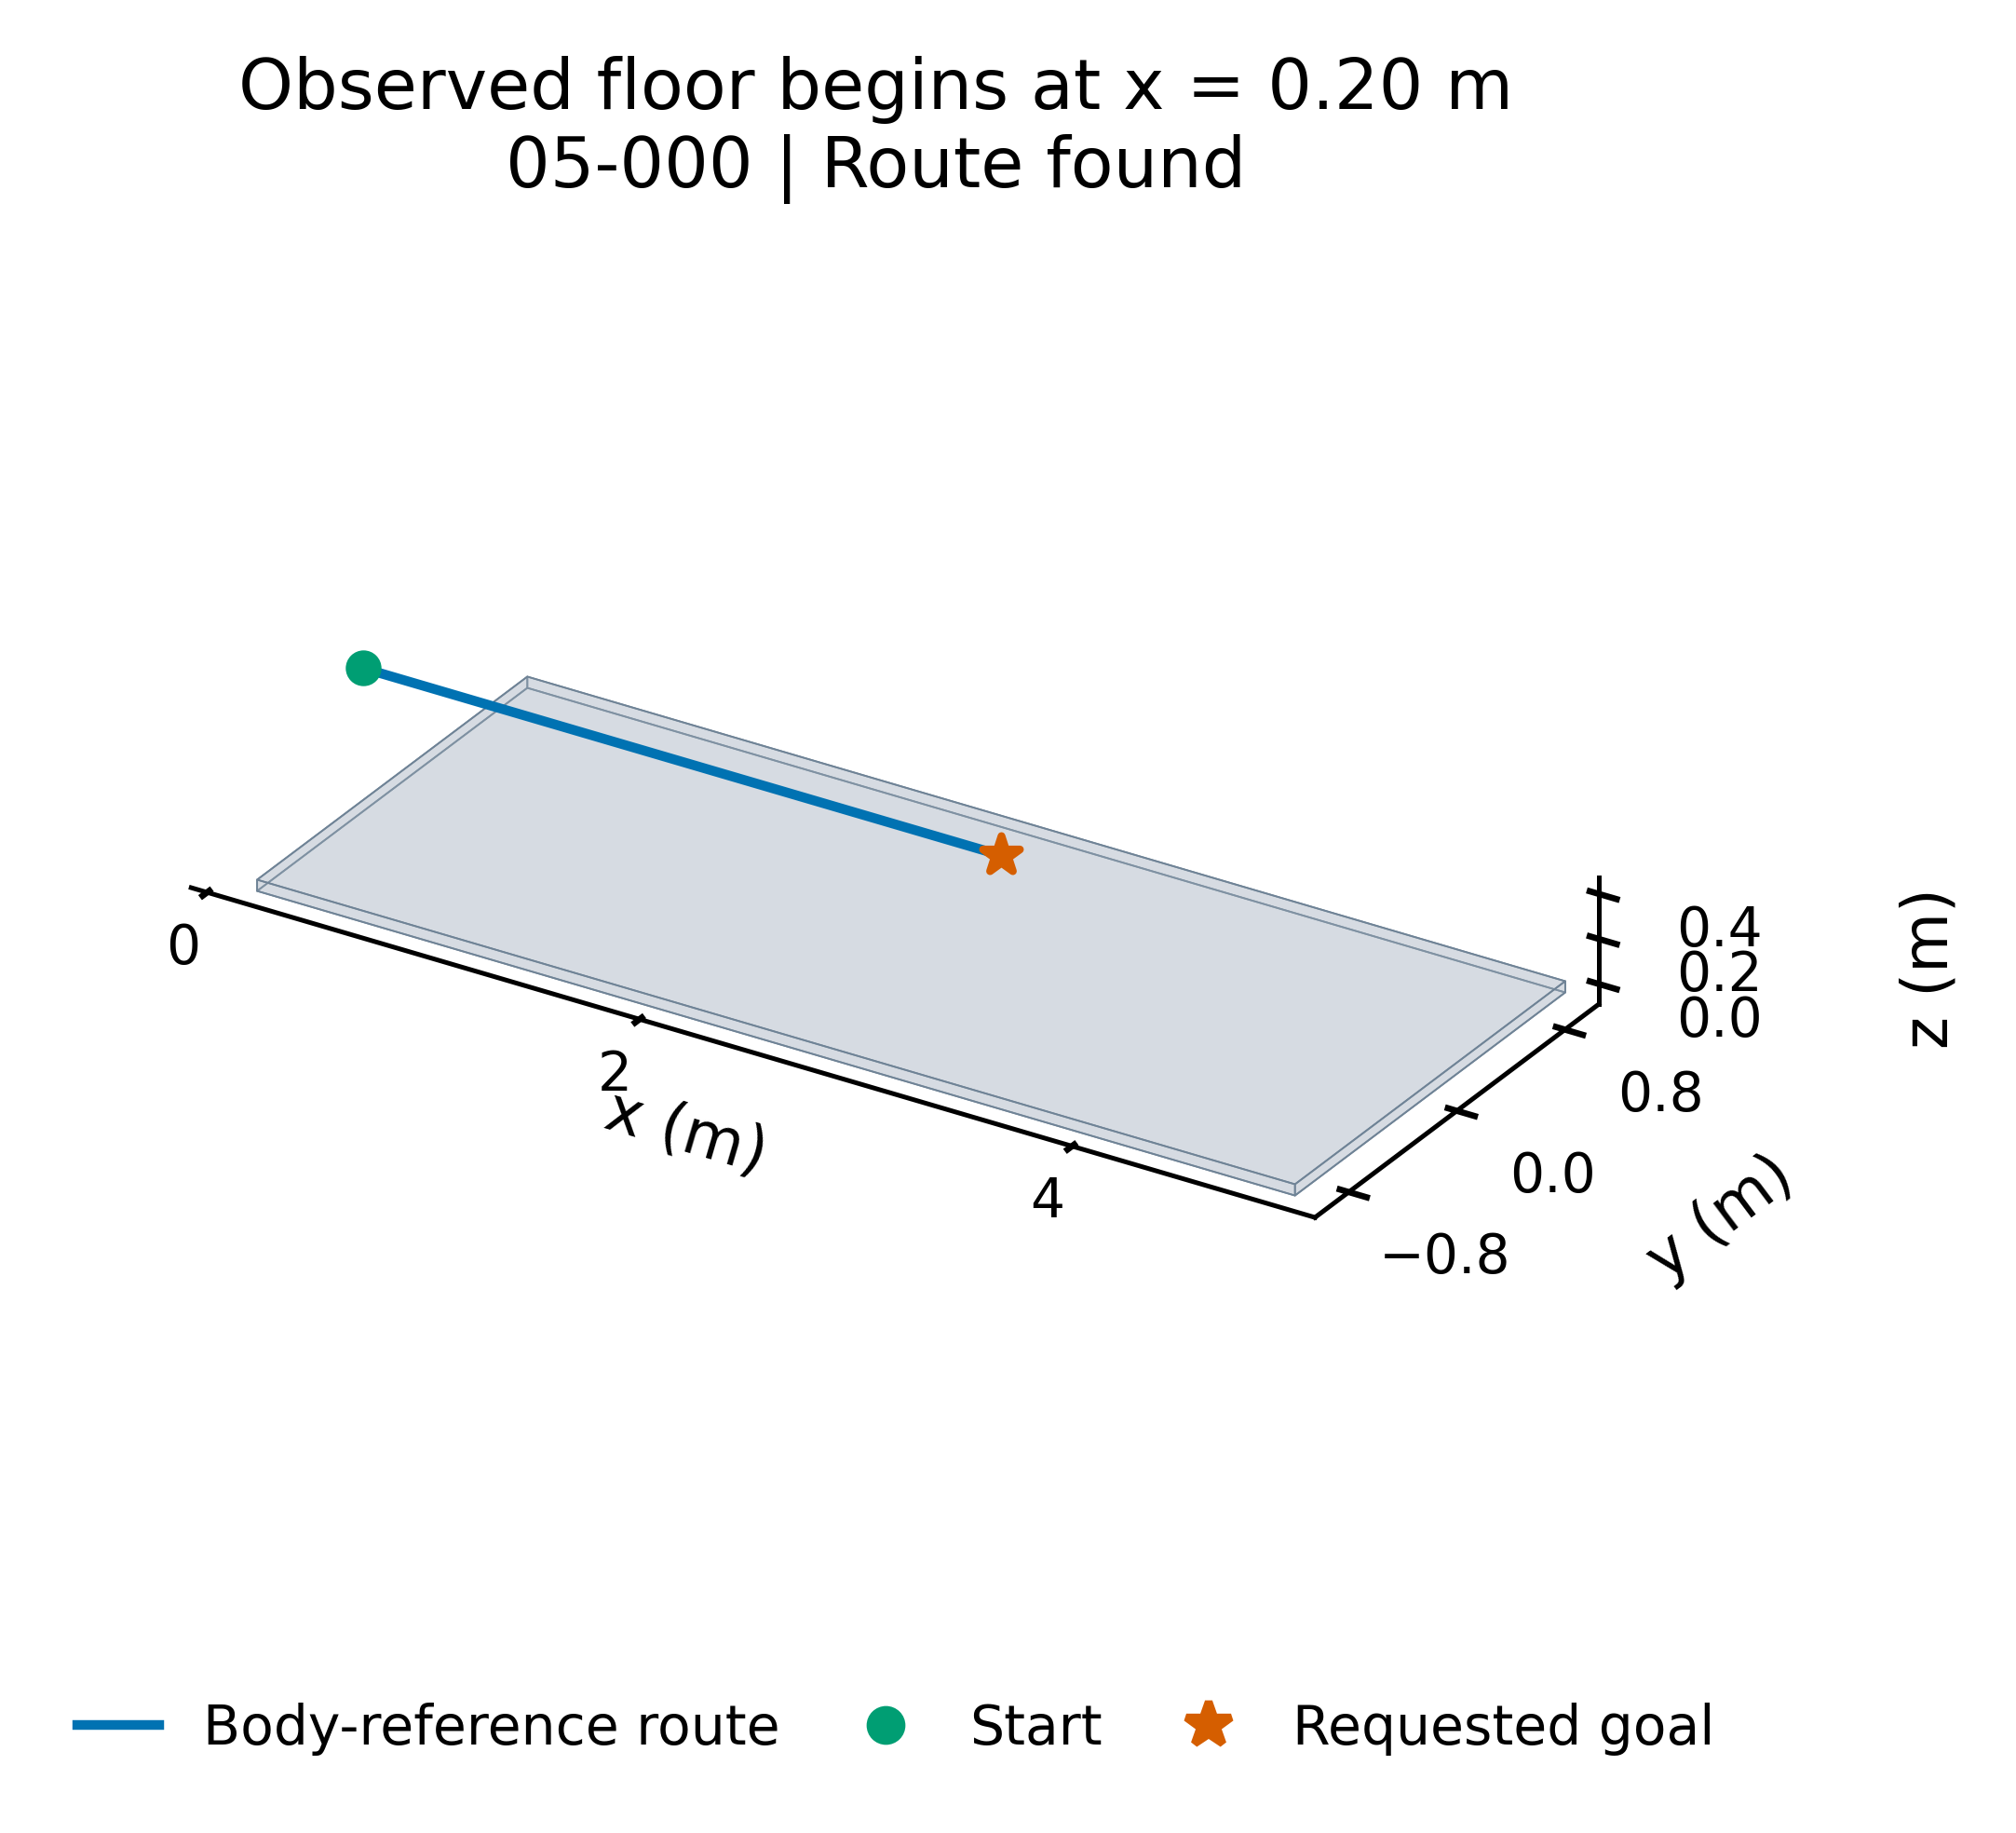 Observed floor begins at x = 0.20 m
05-000 | Route found
0
2
4
x (m)
−0.8
0.0
0.8
y (m)
0.0
0.2
0.4
z (m)
Body-reference route
Start
Requested goal